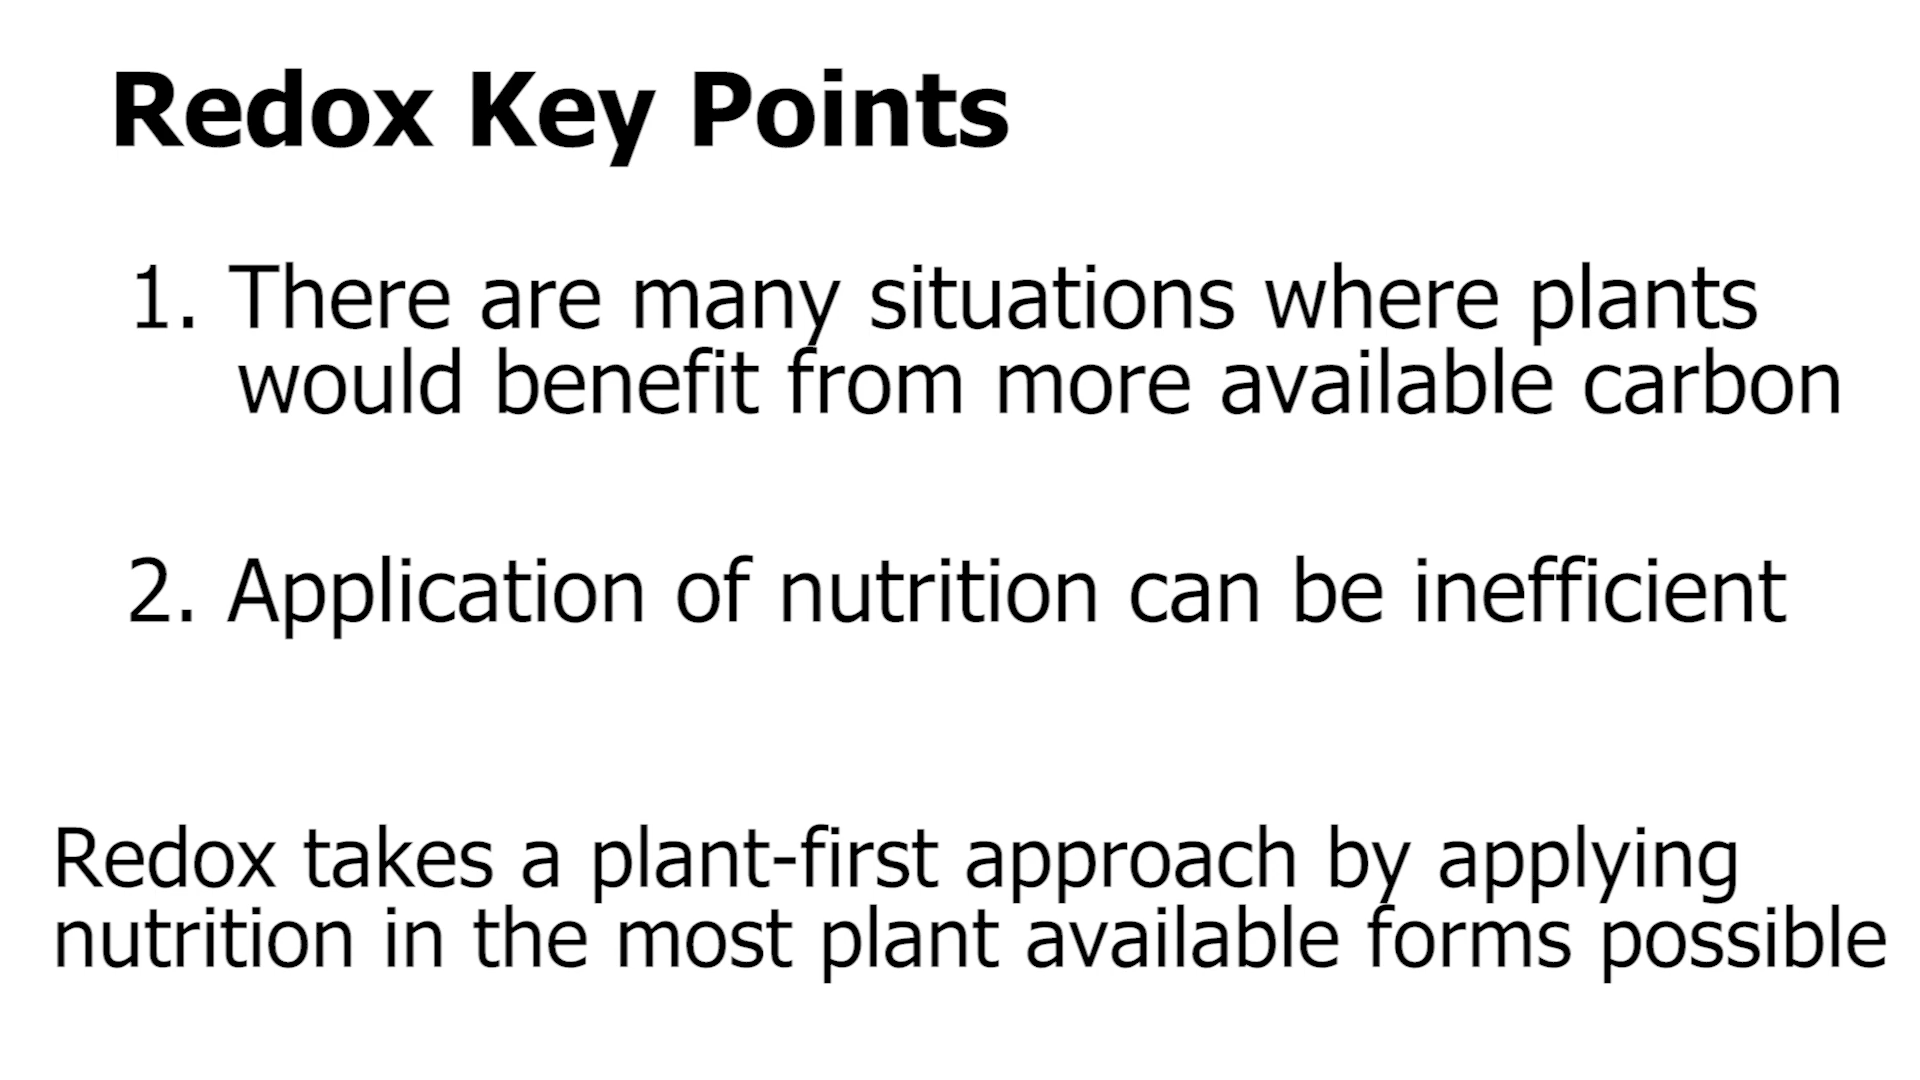 Redox Key Points
1. There are many situations where plants
would benefit from more available carbon
2. Application of nutrition can be inefficient
Redox takes a plant-first approach by applying
nutrition in the most plant available forms possible